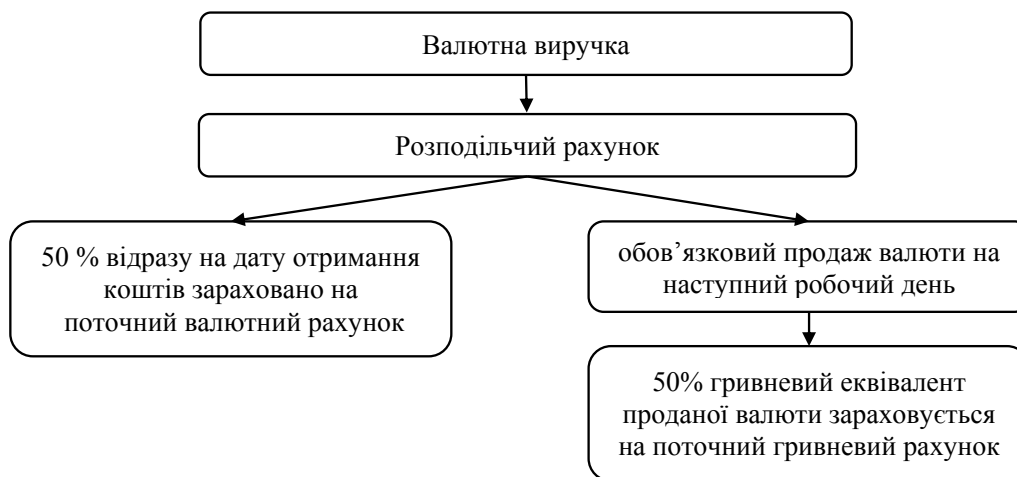 Валютна виручка
Розподільчий рахунок
50 % відразу на дату отримання
коштів зараховано на
поточний валютний рахунок
обов’язковий продаж валюти на
наступний робочий день
50% гривневий еквівалент
проданої валюти зараховується
на поточний гривневий рахунок